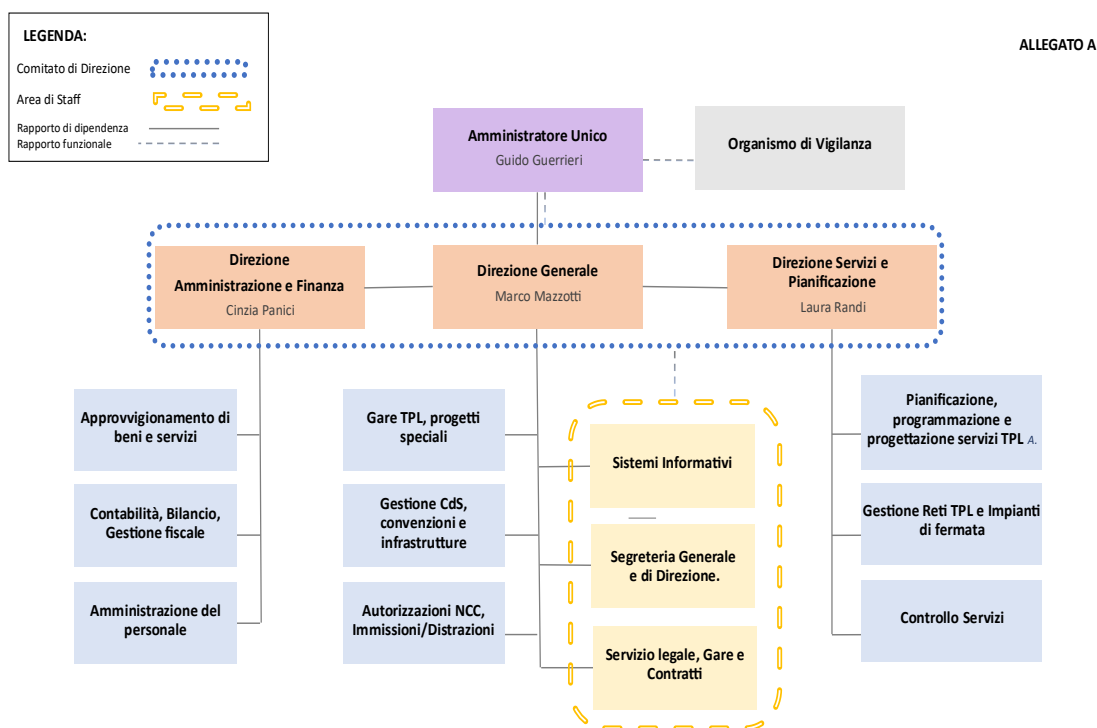 LEGENDA:
Comitato di Direzione
Area di Staff
Rapporto di dipendenza
Rapporto funzionale
ALLEGATO A
Amministratore Unico
Guido Guerrieri
Organismo di Vigilanza
Direzione
Amministrazione e Finanza
Cinzia Panici
Direzione Generale
Marco Mazzotti
Direzione Servizi e
Pianificazione
Laura Randi
Approvvigionamento di
beni e servizi
Contabilità, Bilancio,
Gestione fiscale
Amministrazione del
personale
Gare TPL, progetti
speciali
Gestione CdS,
convenzioni e
infrastrutture
Autorizzazioni NCC,
Immissioni/Distrazioni
Sistemi Informativi
Segreteria Generale
e di Direzione.
Servizio legale, Gare e
Contratti
Pianificazione,
programmazione e
progettazione servizi TPL A.
Gestione Reti TPL e Impianti
di fermata
Controllo Servizi